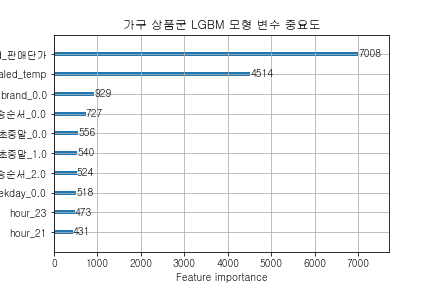 가구 상품군 LGBM 모형 변수 중요도
d_판매단가
7008
aled_temp
4514
brand_0.0
929
송순서_0.0
727
초중말_0.0
556
초중말_1.0
540
송순서_2.0
524
ekday_0.0
518
hour_23
473
hour_21
431
0 1000 2000 3000 4000 5000 6000 7000
Feature importance